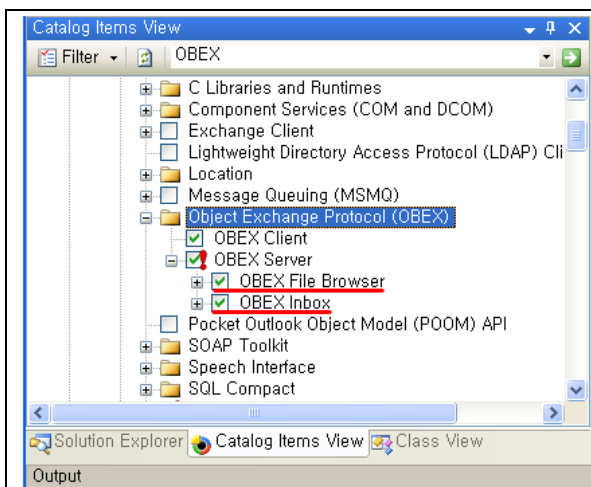 Catalog Items View
Filter OBEX
C Libraries and Runtimes
Component Services (COM and DCOM)
Exchange Client
Lightweight Directory Access Protocol (LDAP) Cli
Location
Message Queuing (MSMQ)
Object Exchange Protocol (OBEX)
OBEX Client
OBEX Server
OBEX File Browser
OBEX Inbox
Pocket Outlook Object Model (POOM) API
SOAP Toolkit
Speech Interface
SQL Compact
Solution Explorer Catalog Items View Class View
Output